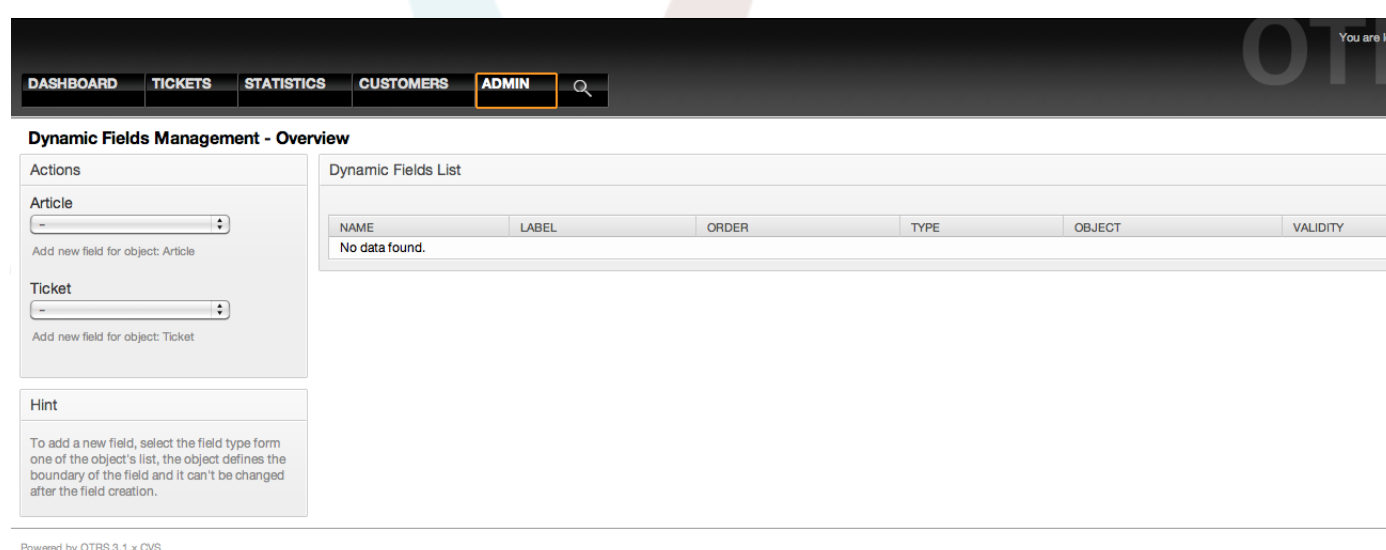 You are
DASHBOARD TICKETS STATISTICS CUSTOMERS ADMIN
Dynamic Fields Management - Overview
Actions
Article
-
Add new field for object: Article
Ticket
-
Add new field for object: Ticket
Hint
To add a new field, select the field type form
one of the object's list, the object defines the
boundary of the field and it can't be changed
after the field creation.
Dynamic Fields List
NAME LABEL ORDER TYPE OBJECT VALIDITY
No data found.
Powered by OTRS 3.1.x CVS